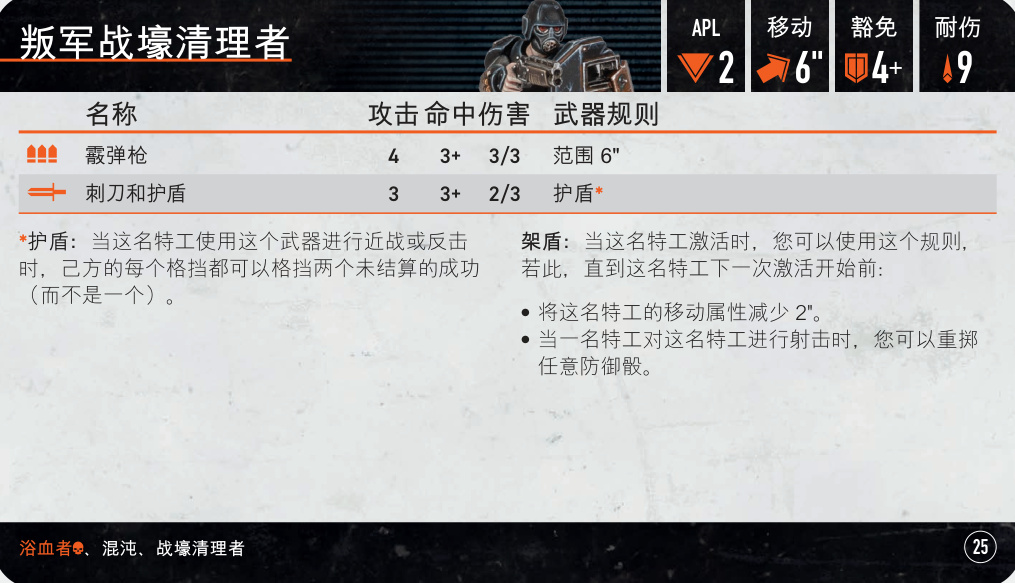 叛军战壕清理者
APL 移动 豁免 耐伤
2 6" 4+ 9
名称 攻击 命中 伤害 武器规则
霰弹枪 4 3+ 3/3 范围 6"
刺刀和护盾 3 3+ 2/3 护盾*
*护盾：当这名特工使用这个武器进行近战或反击
时，己方的每个格挡都可以格挡两个未结算的成功
（而不是一个）。
架盾：当这名特工激活时，您可以使用这个规则，
若此，直到这名特工下一次激活开始前：
• 将这名特工的移动属性减少 2"。
• 当一名特工对这名特工进行射击时，您可以重掷
任意防御骰。
浴血者、混沌、战壕清理者
25